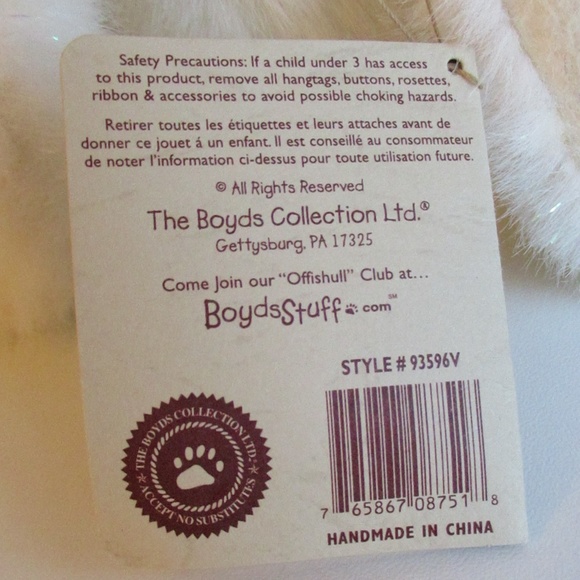 Safety Precautions: If a child under 3 has access
to this product, remove all hangtags, buttons, rosettes,
ribbon & accessories to avoid possible choking hazards.
Retirer toutes les étiquettes et leurs attaches avant de
donner ce jouet á un enfant. Il est conseillé au consommateur
de noter l'information ci-dessus pour toute utilisation future.
© All Rights Reserved
The Boyds Collection Ltd.®
Gettysburg, PA 17325
Come Join our "Offishull" Club at...
BoydsStuff.com℠
STYLE # 93596V
THE BOYDS COLLECTION LTD.
ACCEPT NO SUBSTITUTES
7 65867 08751 8
HANDMADE IN CHINA